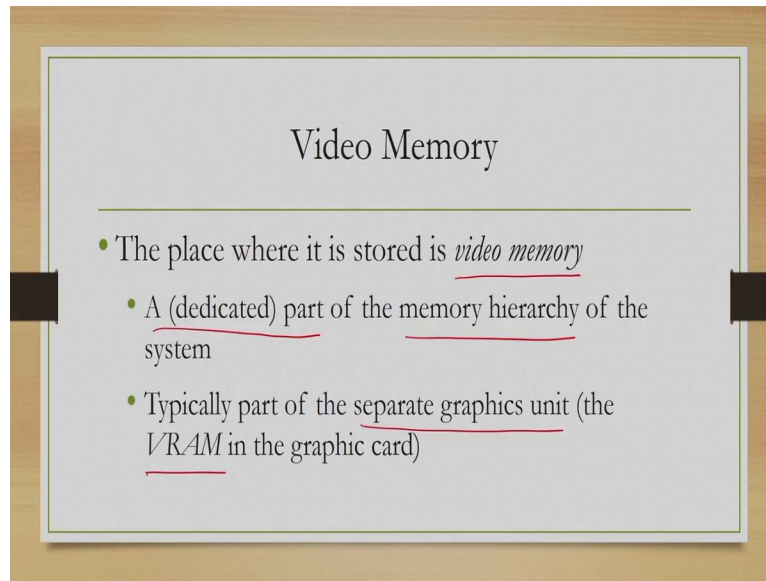 Video Memory
• The place where it is stored is video memory
• A (dedicated) part of the memory hierarchy of the
system
• Typically part of the separate graphics unit (the
VRAM in the graphic card)